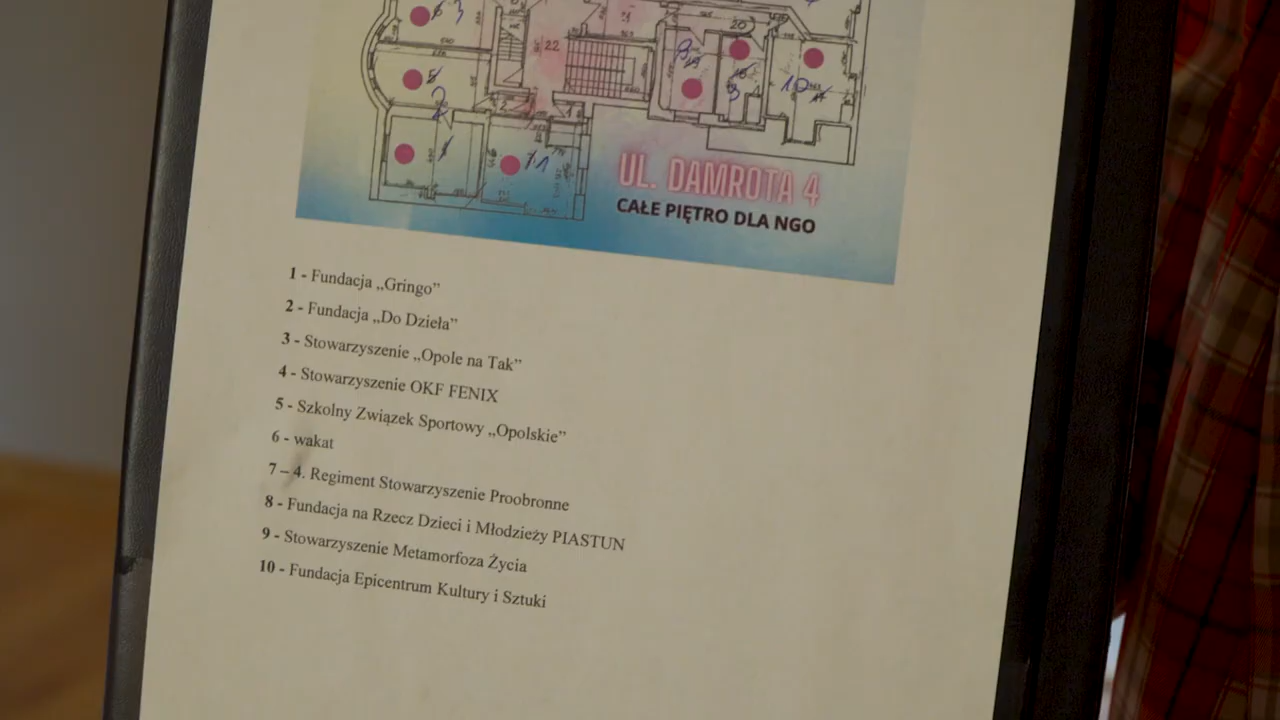 22
20
UL. DAMROTA 4
CAŁE PIĘTRO DLA NGO
1 - Fundacja „Gringo”
2 - Fundacja „Do Dzieła”
3 - Stowarzyszenie „Opole na Tak”
4 - Stowarzyszenie OKF FENIX
5 - Szkolny Związek Sportowy „Opolskie”
6 - wakat
7 – 4. Regiment Stowarzyszenie Proobronne
8 - Fundacja na Rzecz Dzieci i Młodzieży PIASTUN
9 - Stowarzyszenie Metamorfoza Życia
10 - Fundacja Epicentrum Kultury i Sztuki